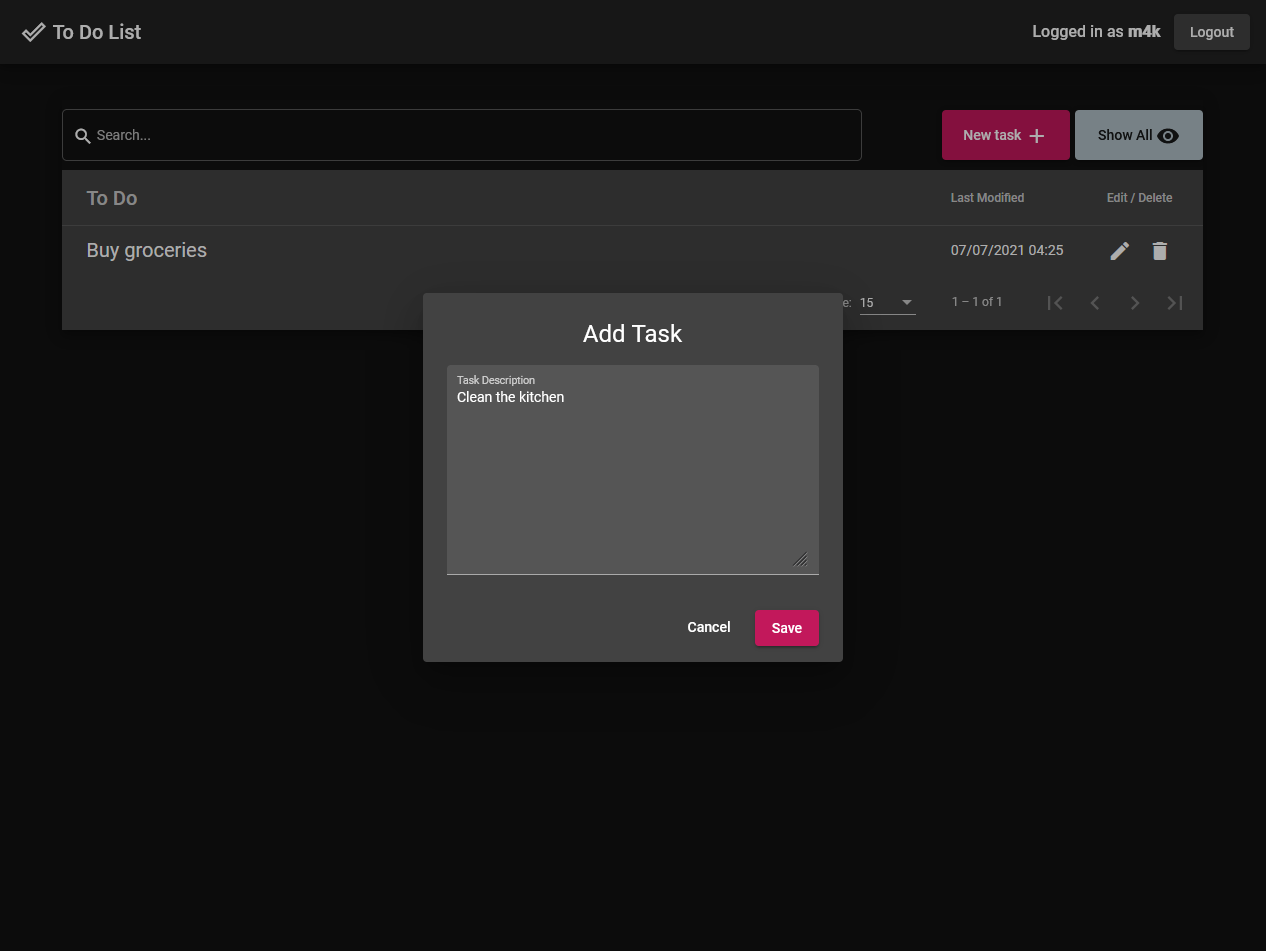 To Do List
Logged in as m4k
Logout
Search...
New task
Show All
To Do
Last Modified
Edit / Delete
Buy groceries
07/07/2021 04:25
e: 15
1 – 1 of 1
Add Task
Task Description
Clean the kitchen
Cancel
Save